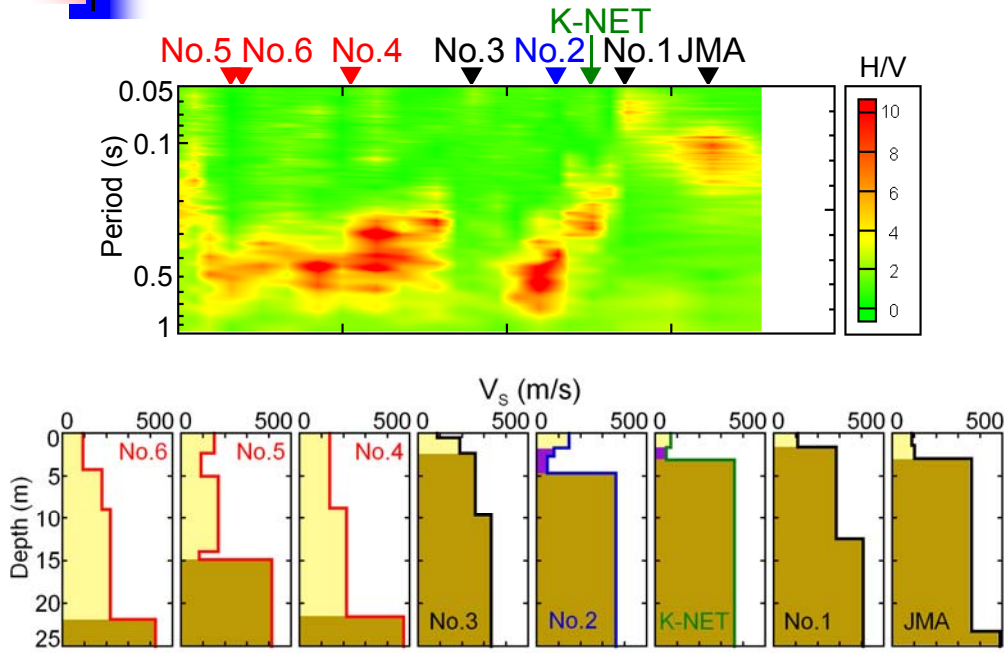 K-NET
No.5 No.6 No.4 No.3 No.2 No.1 JMA
H/V
Period (s)
0.05
0.1
0.5
1
10
8
6
4
2
0
Vs (m/s)
0 500 0 500 0 500 0 500 0 500 0 500 0 500 0 500
Depth (m)
0
5
10
15
20
25
No.6 No.5 No.4
No.3 No.2 K-NET No.1 JMA